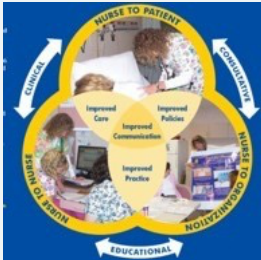 NURSE TO PATIENT
CLINICAL
CONSULTATIVE
Improved
Care
Improved
Policies
Improved
Communication
Improved
Practice
NURSE TO NURSE
NURSE TO ORGANIZATION
EDUCATIONAL